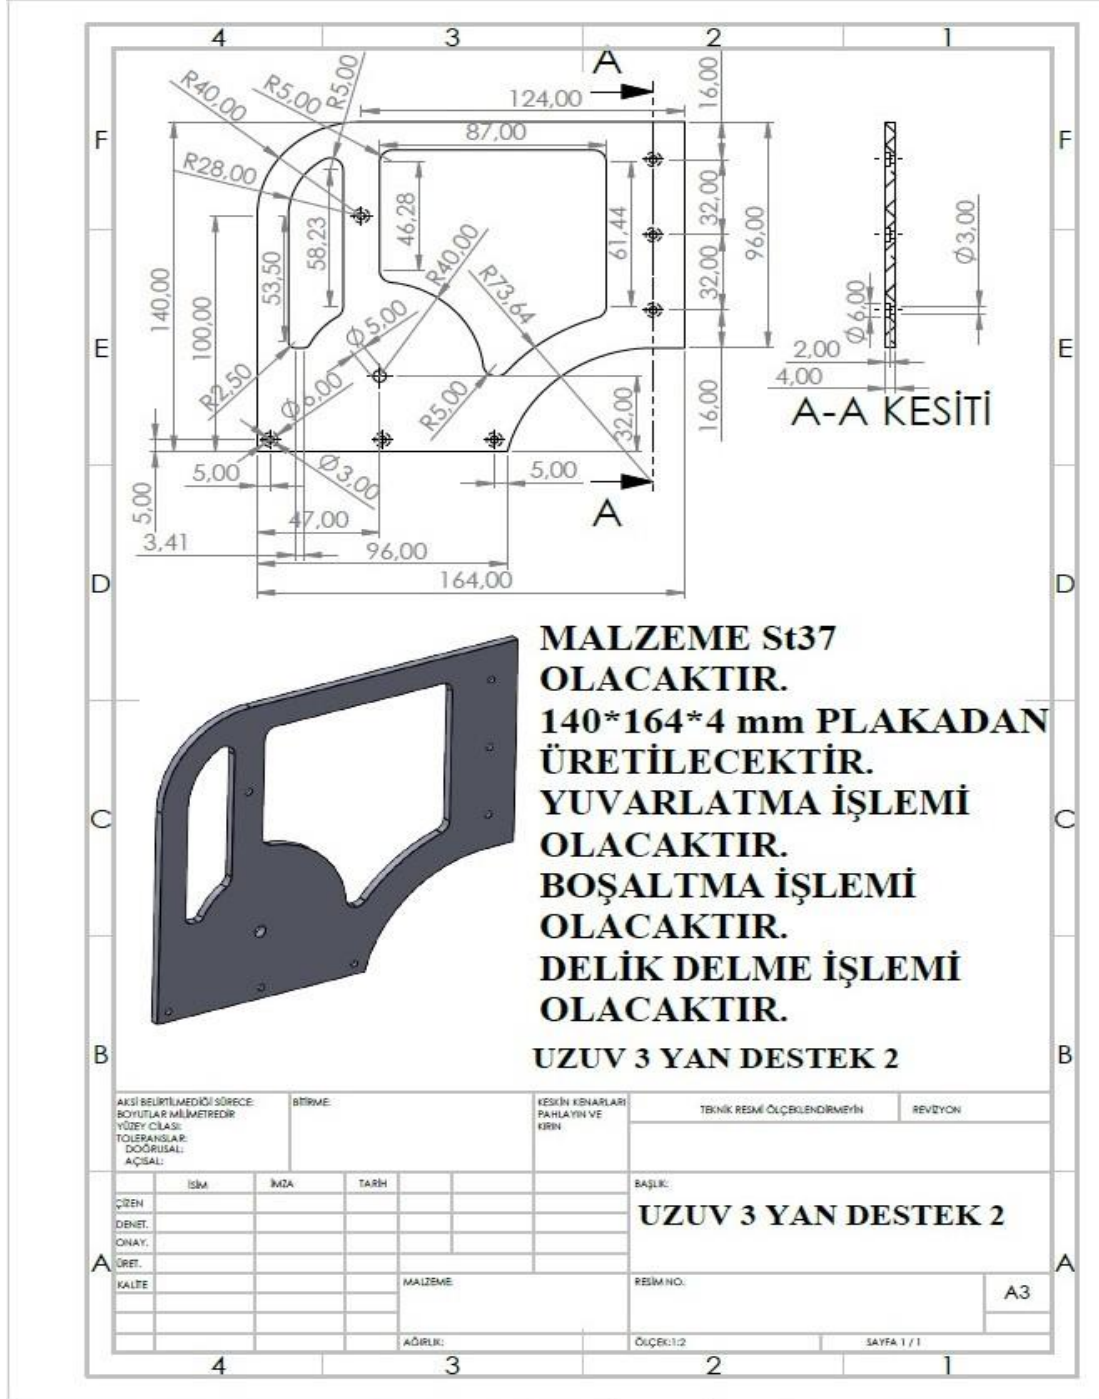 4
3
2
1
A
F
F
E
E
D
D
C
C
B
B
A
A
R40,00
R5,00
R5,00
124,00
16,00
87,00
R28,00
140,00
100,00
53,50
58,23
46,28
R40,00
R73,64
61,44
32,00
32,00
96,00
16,00
Ø5,00
Ø6,00
R2,50
R5,00
32,00
5,00
Ø3,00
5,00
5,00
47,00
3,41
96,00
164,00
A
Ø3,00
Ø6,00
2,00
4,00
A-A KESİTİ
MALZEME St37
OLACAKTIR.
140*164*4 mm PLAKADAN
ÜRETİLECEKTİR.
YUVARLATMA İŞLEMİ
OLACAKTIR.
BOŞALTMA İŞLEMİ
OLACAKTIR.
DELİK DELME İŞLEMİ
OLACAKTIR.
UZUV 3 YAN DESTEK 2
AKSİ BELİRTİLMEDİĞİ SÜRECE:
BOYUTLAR MİLİMETREDİR
YÜZEY CİLASI:
TOLERANSLAR:
DOĞRUSAL:
AÇISAL:
BİTİRME:
KESKİN KENARLARI
PAHLAYIN VE
KIRIN
TEKNİK RESMİ ÖLÇEKLENDİRMEYİN
REVİZYON
İSİM
İMZA
TARİH
ÇİZEN
DENET.
ONAY.
ÜRET.
KALİTE
BAŞLIK:
UZUV 3 YAN DESTEK 2
MALZEME:
RESİM NO.
A3
AĞIRLIK:
ÖLÇEK:1:2
SAYFA 1 / 1
4
3
2
1